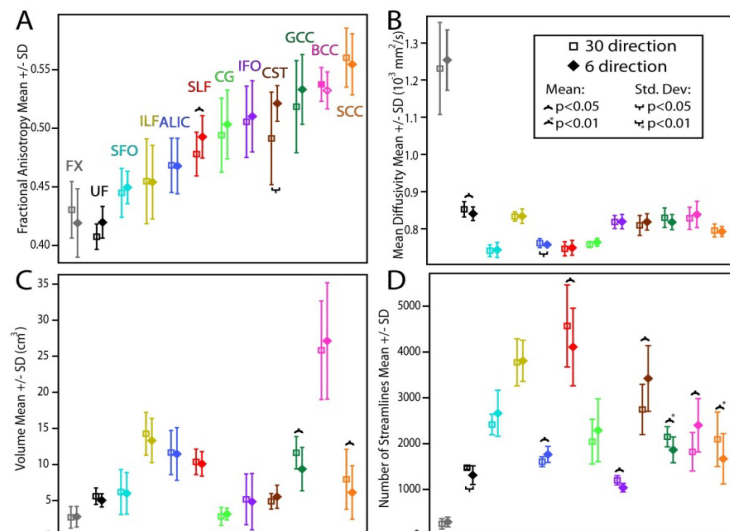 A
Fractional Anisotropy Mean +/- SD
0.55
0.50
0.45
0.40
FX
UF
SFO
ILF
ALIC
SLF
CG
IFO
CST
GCC
BCC
SCC
B
Mean Diffusivity Mean +/- SD (10³ mm²/s)
1.3
1.2
1.1
1.0
0.9
0.8
30 direction
6 direction
Mean: Std. Dev:
p<0.05 p<0.05
p<0.01 p<0.01
C
Volume Mean +/- SD (cm³)
35
30
25
20
15
10
5
D
Number of Streamlines Mean +/- SD
5000
4000
3000
2000
1000
* *